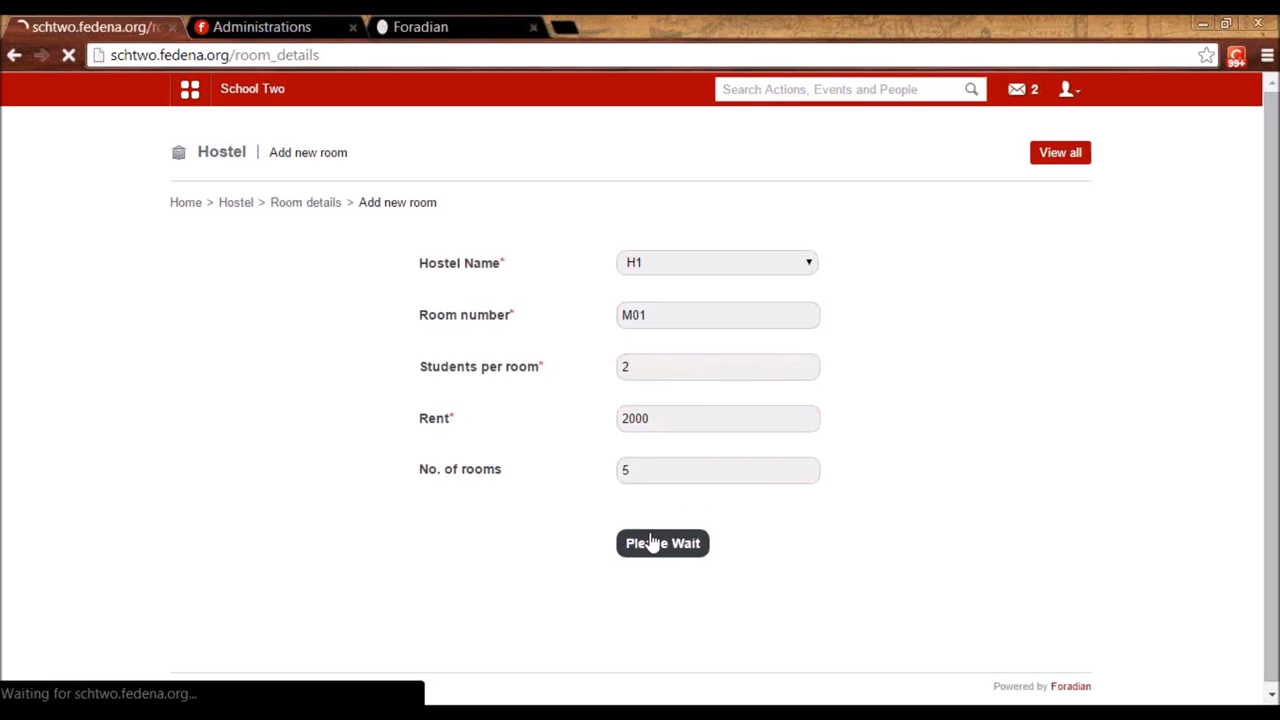 schtwo.fedena.org/r
Administrations
Foradian
schtwo.fedena.org/room_details
99+
School Two
Search Actions, Events and People
2
Hostel | Add new room
View all
Home > Hostel > Room details > Add new room
Hostel Name*
H1
Room number*
M01
Students per room*
2
Rent*
2000
No. of rooms
5
Please Wait
Powered by Foradian
Waiting for schtwo.fedena.org...